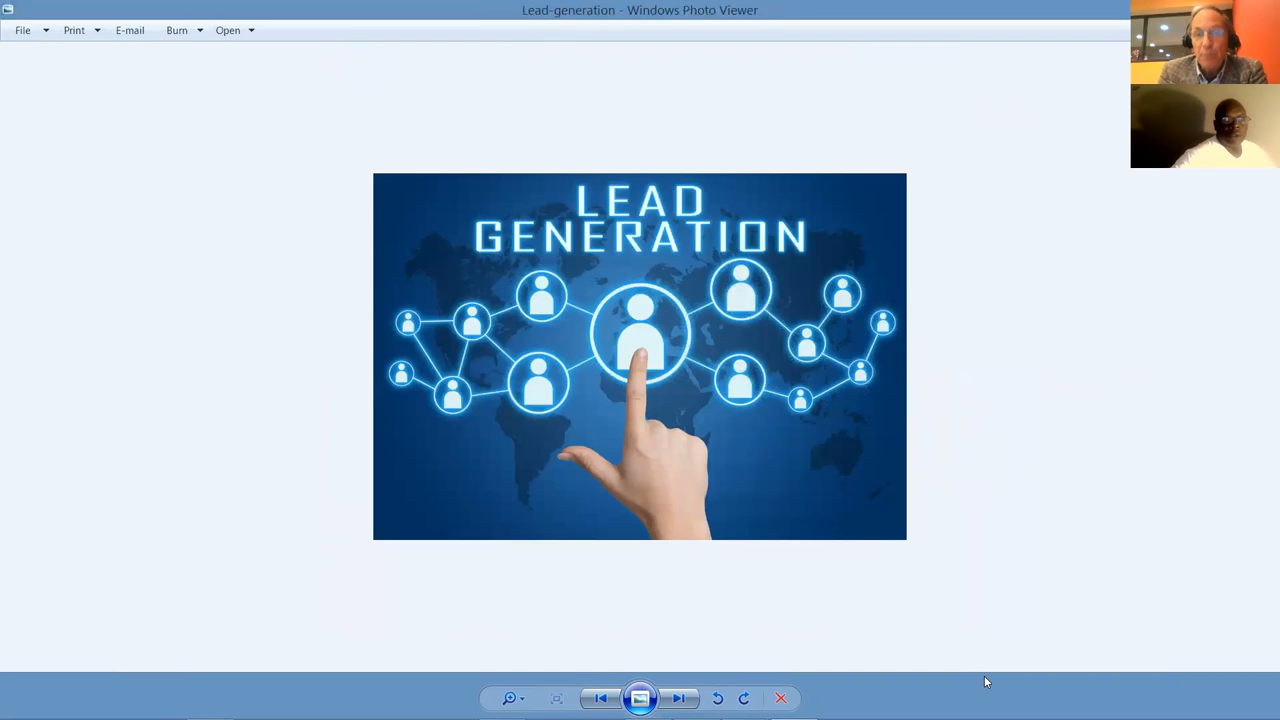 Lead-generation - Windows Photo Viewer
File Print E-mail Burn Open
LEAD
GENERATION